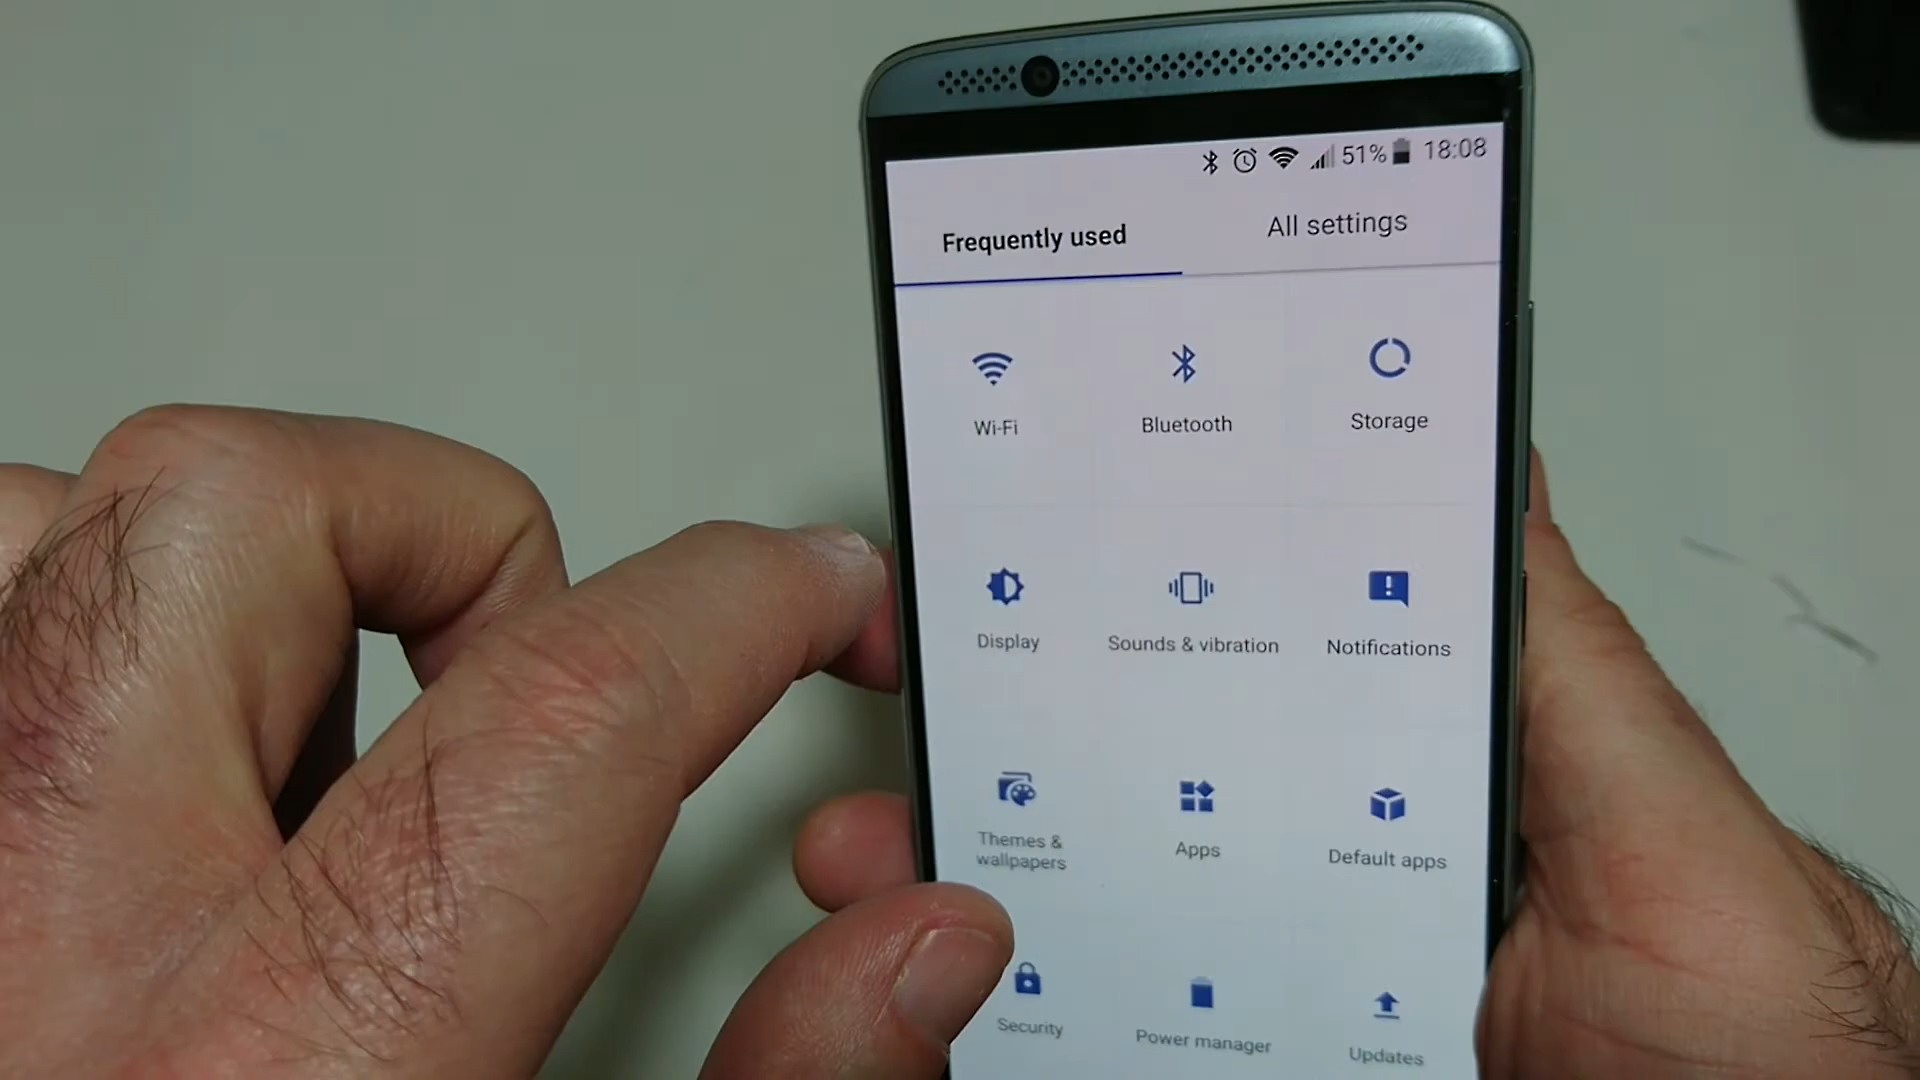 51% 18:08
Frequently used All settings
Wi-Fi Bluetooth Storage
Display Sounds & vibration Notifications
Themes &
wallpapers Apps Default apps
Security Power manager Updates